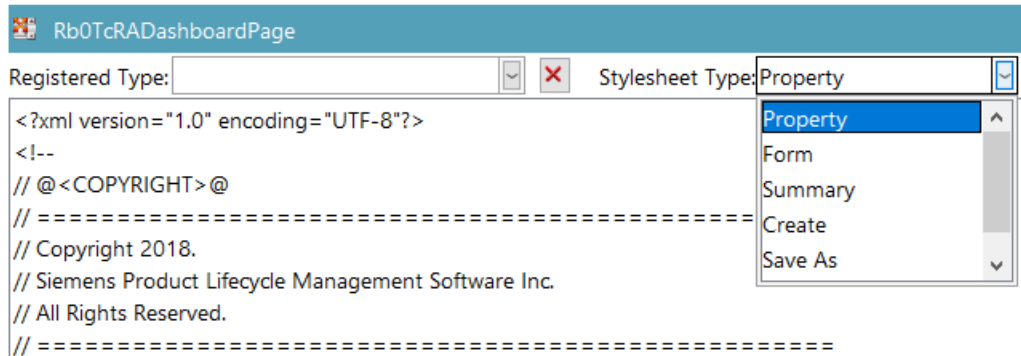 Rb0TcRADashboardPage
Registered Type: Stylesheet Type: Property
<?xml version="1.0" encoding="UTF-8"?>
<!--
// @<COPYRIGHT>@
// ==================================================
// Copyright 2018.
// Siemens Product Lifecycle Management Software Inc.
// All Rights Reserved.
// ==================================================
Property
Form
Summary
Create
Save As